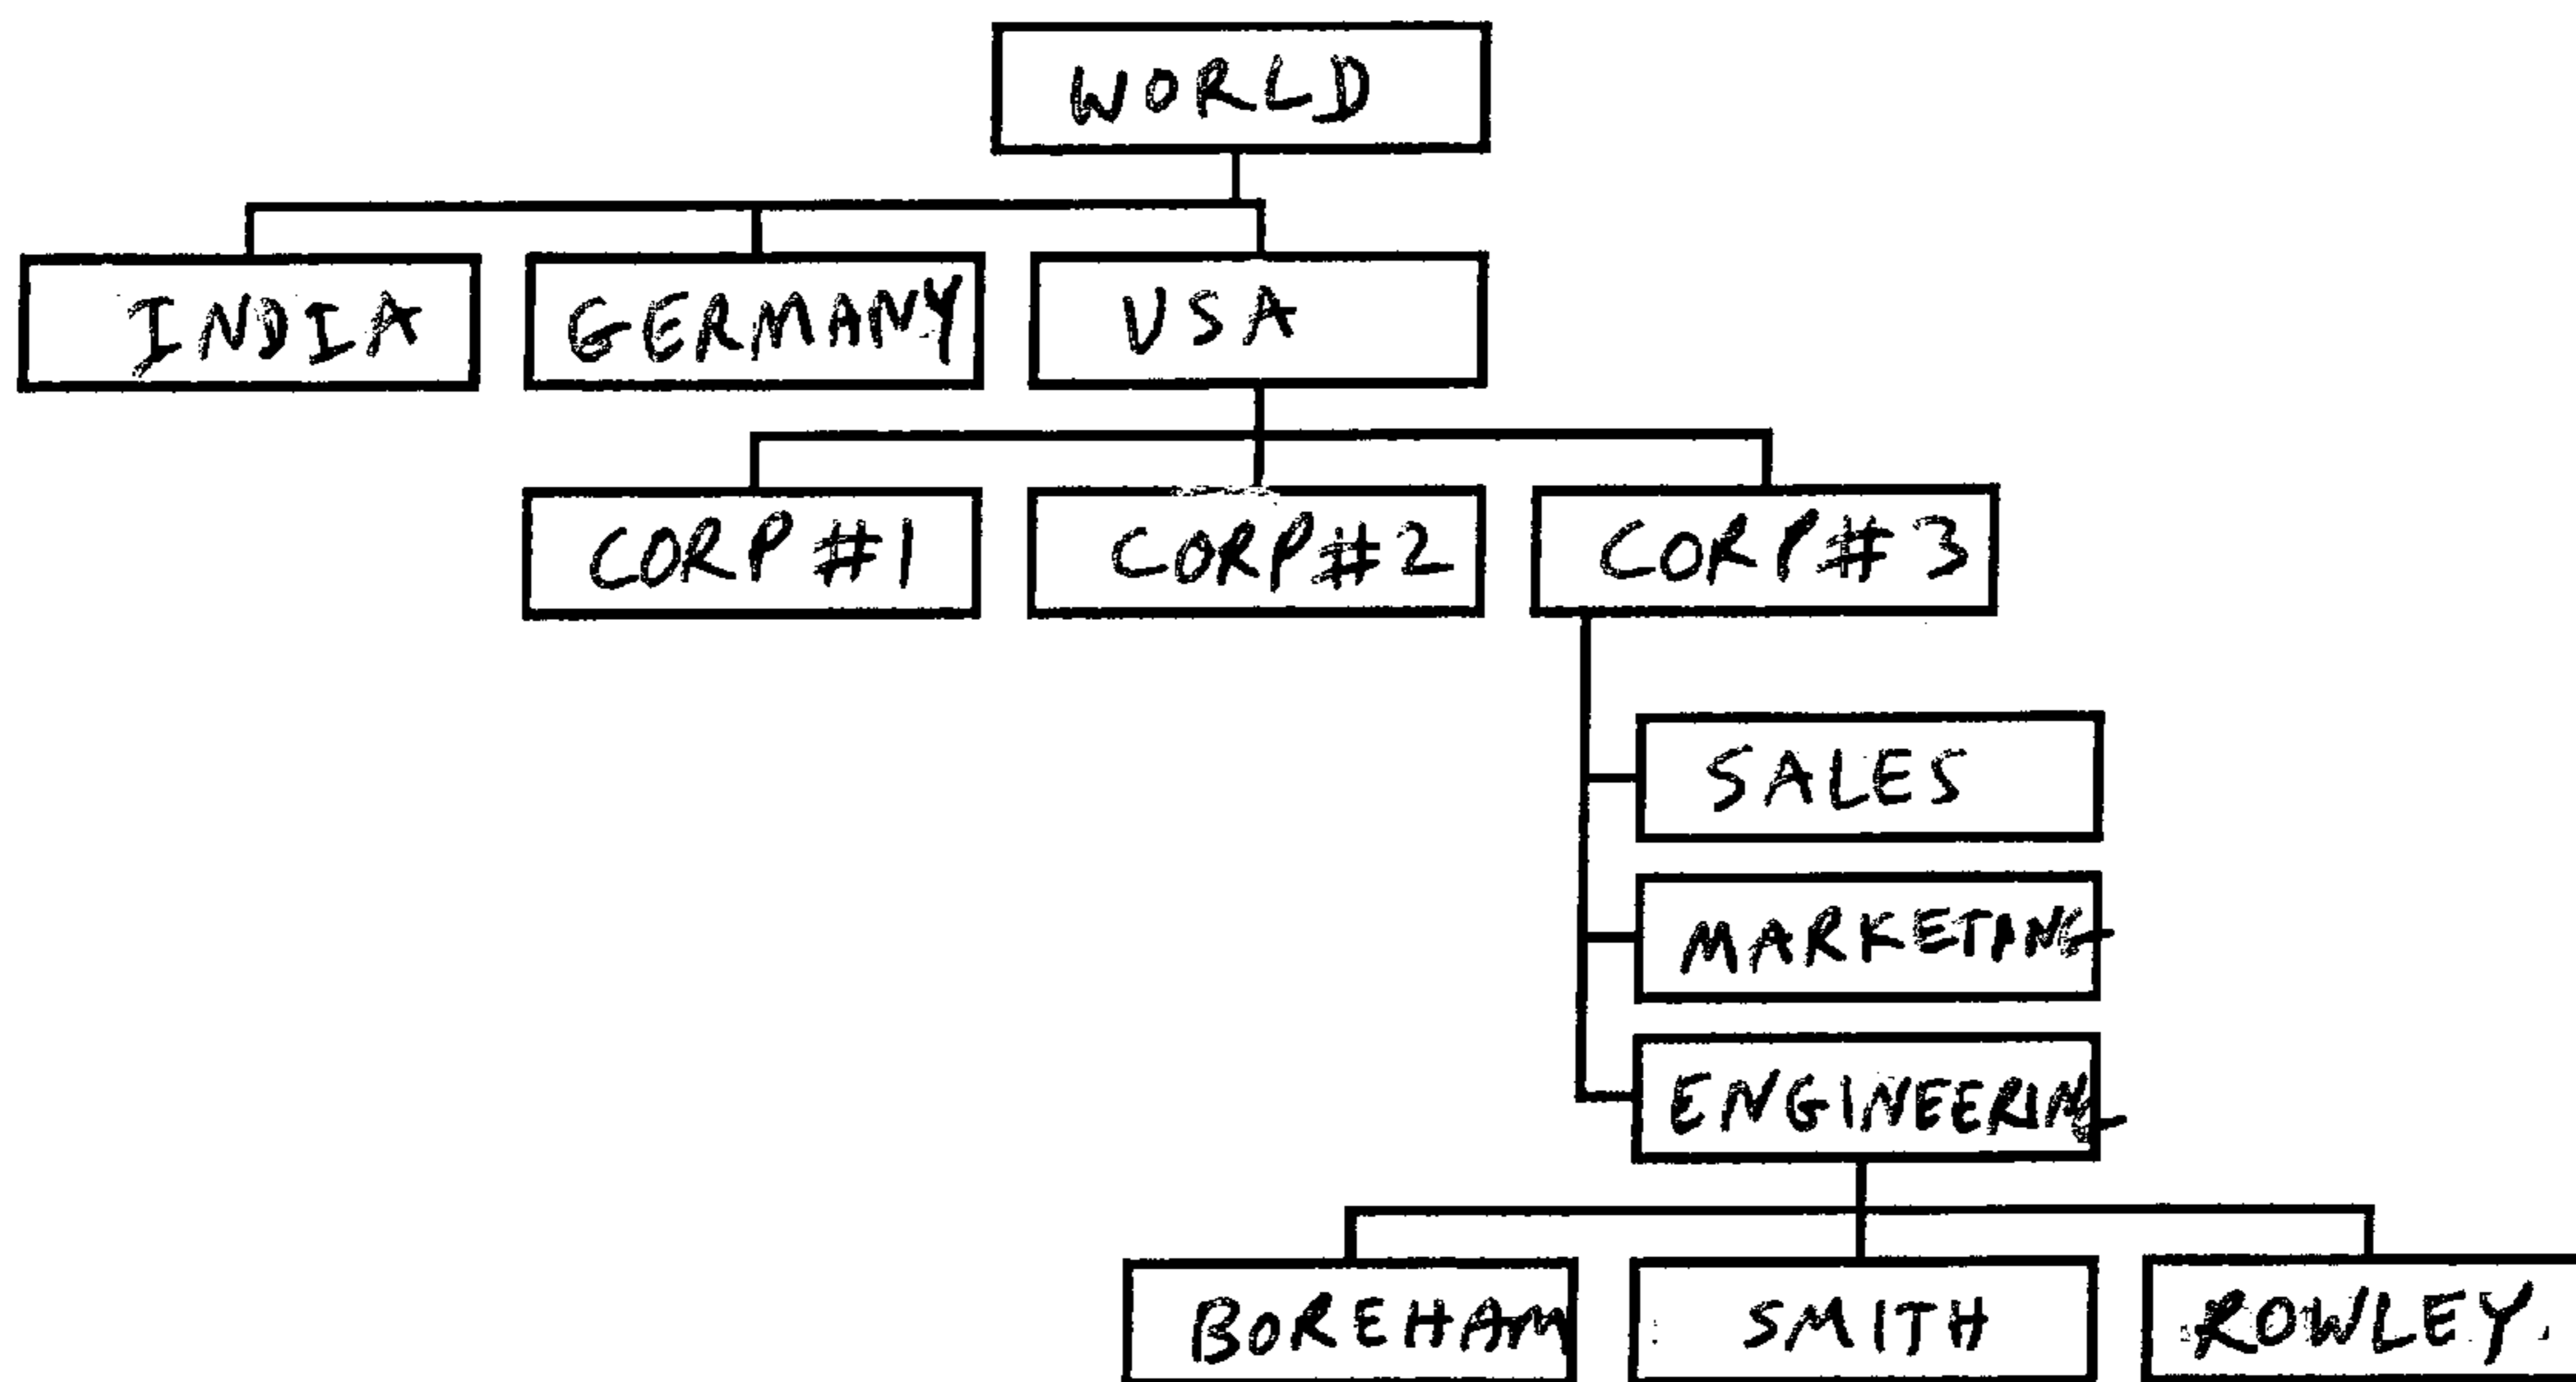 WORLD
INDIA GERMANY USA
CORP #1 CORP #2 CORP # 3
SALES
MARKETING
ENGINEERING
BOREHAM SMITH ROWLEY